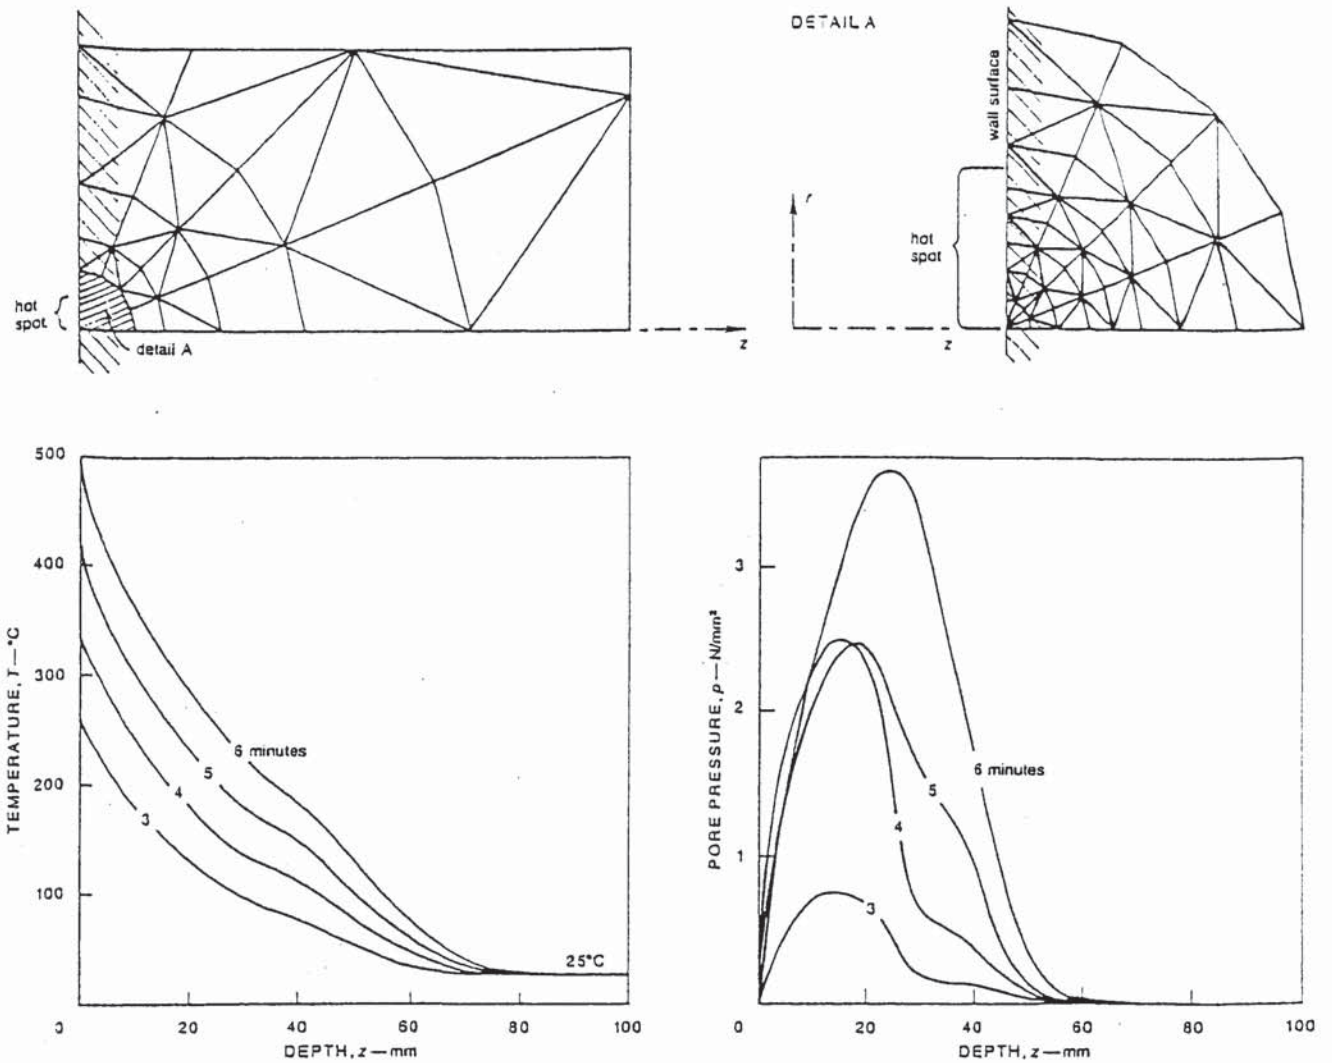 DETAIL A
wall surface
r
hot
spot
z
hot
spot
detail A
z
500
400
300
200
100
TEMPERATURE, T—°C
6 minutes
5
4
3
25°C
0
20
40
60
80
100
DEPTH, z—mm
3
2
1
PORE PRESSURE, p—N/mm²
6 minutes
5
4
3
0
20
40
60
80
100
DEPTH, z—mm